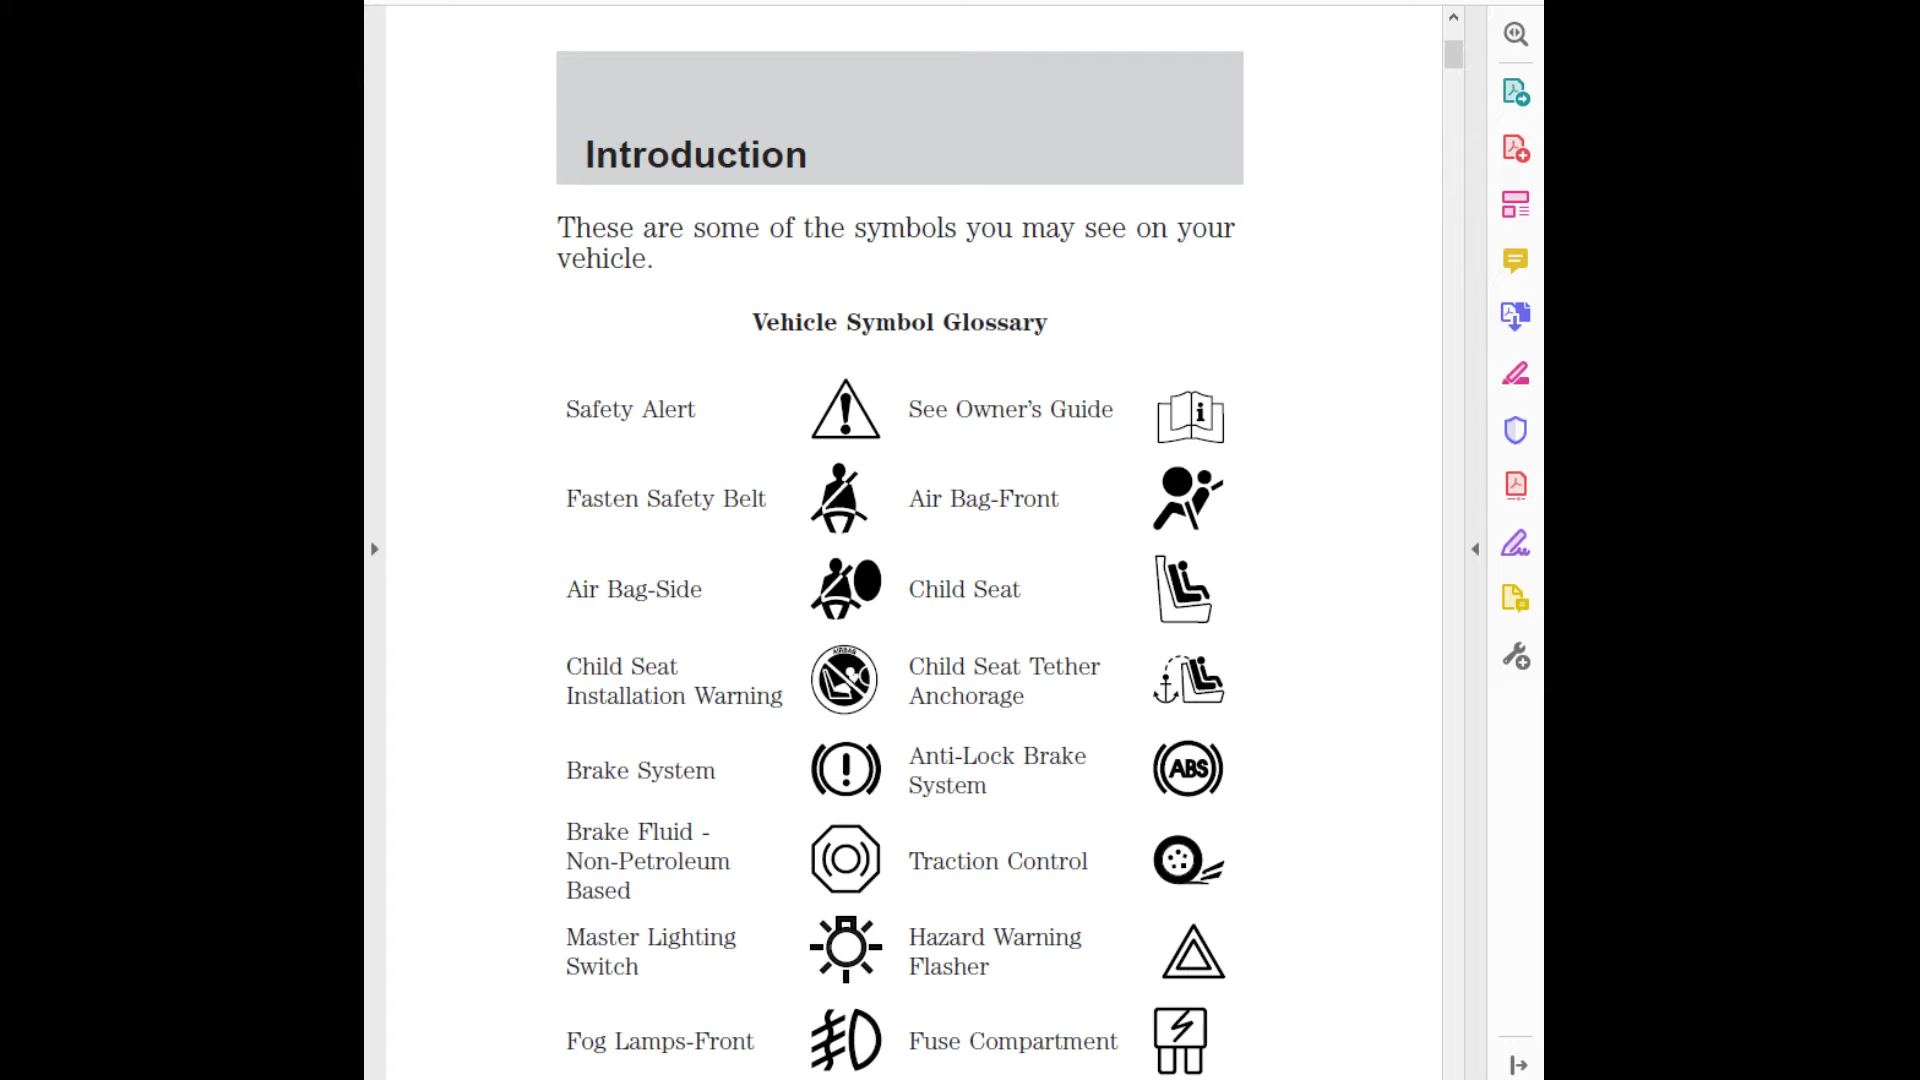 Introduction
These are some of the symbols you may see on your
vehicle.
Vehicle Symbol Glossary
Safety Alert
See Owner's Guide
Fasten Safety Belt
Air Bag-Front
Air Bag-Side
Child Seat
Child Seat
Installation Warning
AIRBAG
Child Seat Tether
Anchorage
Brake System
Anti-Lock Brake
System
ABS
Brake Fluid -
Non-Petroleum
Based
Traction Control
Master Lighting
Switch
Hazard Warning
Flasher
Fog Lamps-Front
Fuse Compartment